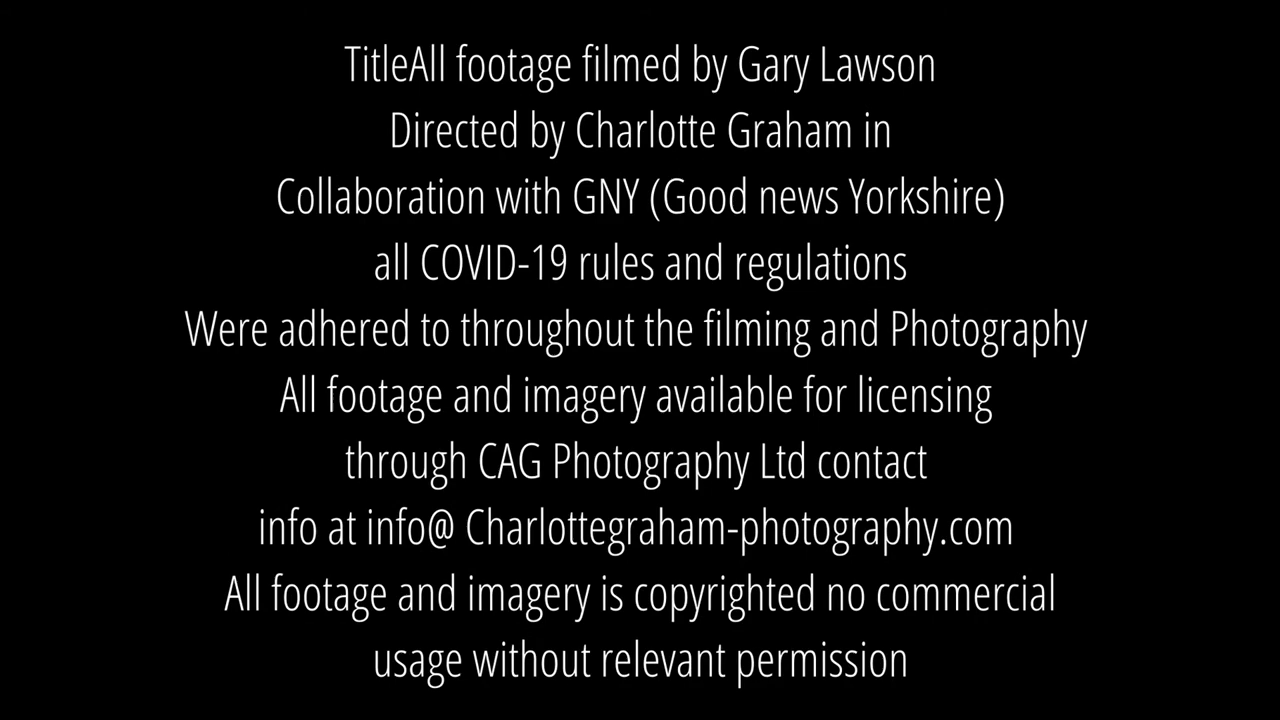 TitleAll footage filmed by Gary Lawson
Directed by Charlotte Graham in
Collaboration with GNY (Good news Yorkshire)
all COVID-19 rules and regulations
Were adhered to throughout the filming and Photography
All footage and imagery available for licensing
through CAG Photography Ltd contact
info at info@ Charlottegraham-photography.com
All footage and imagery is copyrighted no commercial
usage without relevant permission